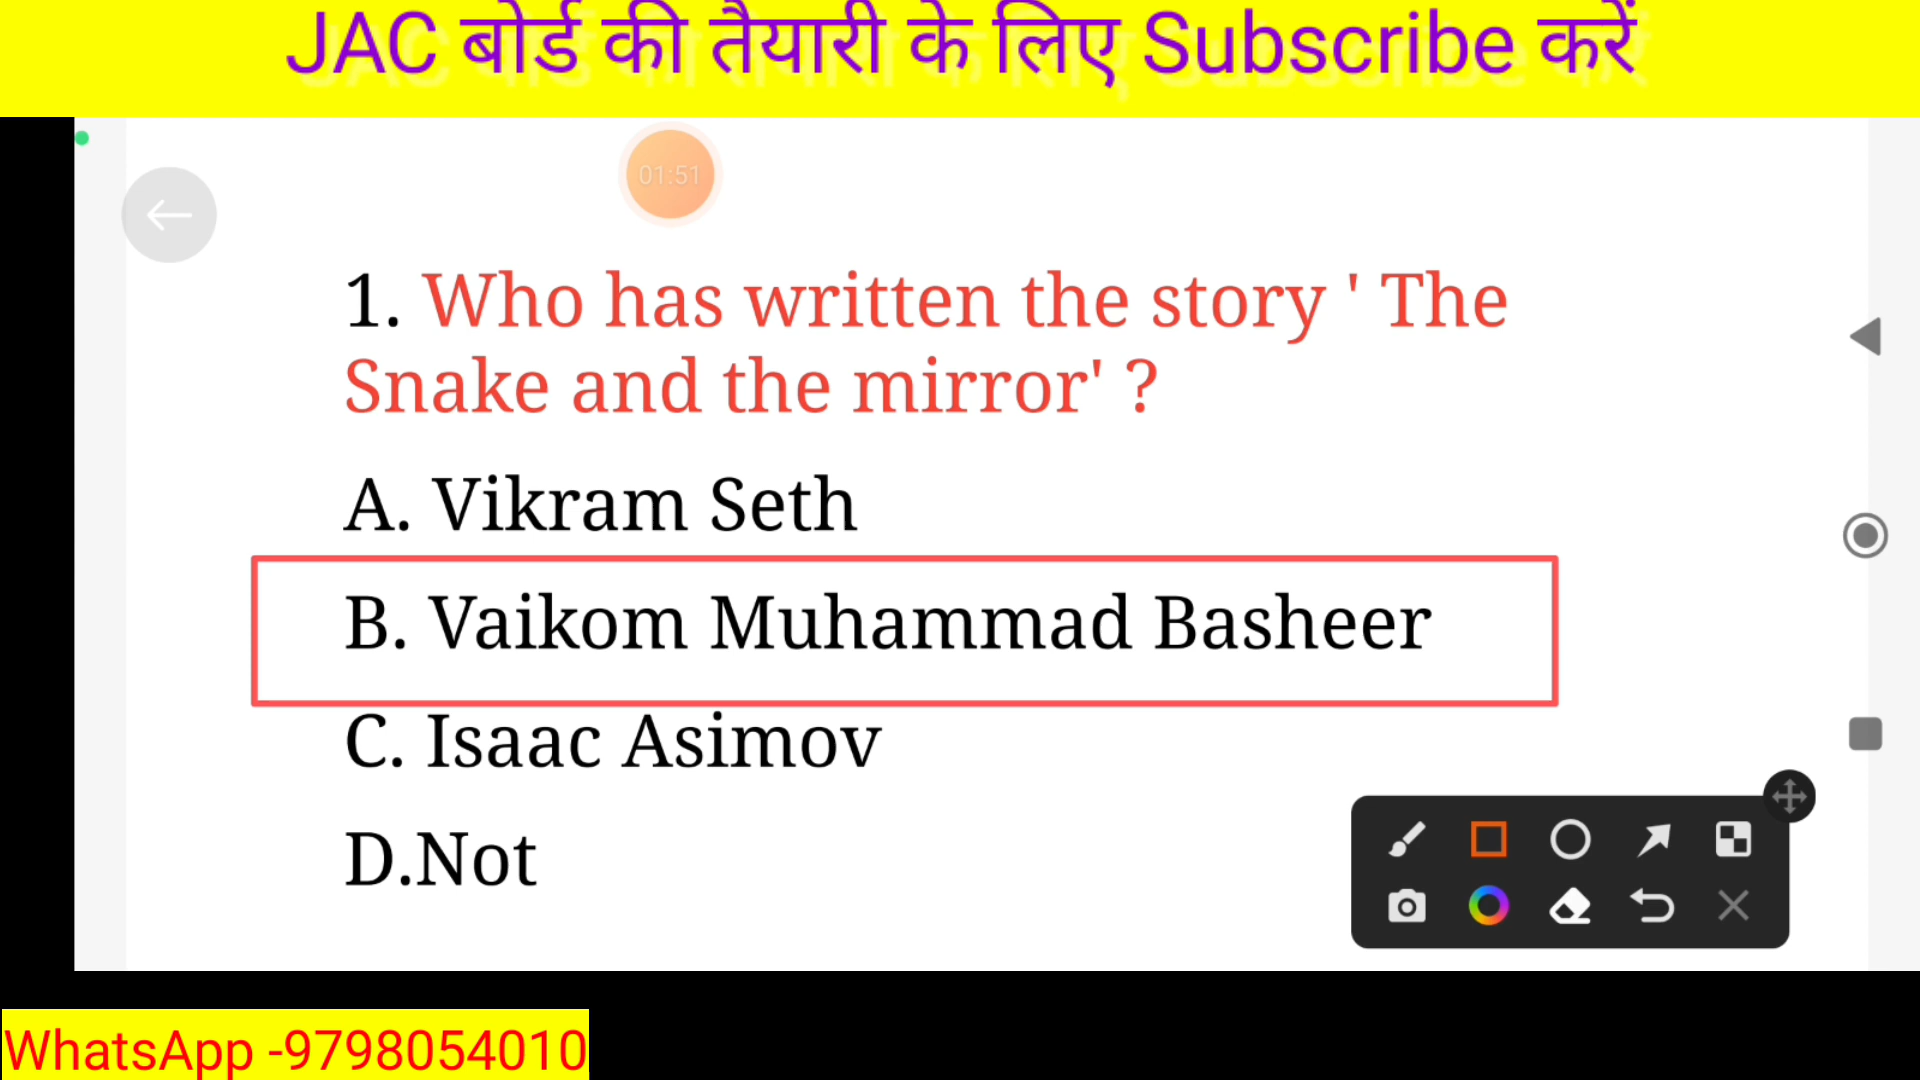 JAC बोर्ड की तैयारी के लिए Subscribe करें
01:51
1. Who has written the story ' The
Snake and the mirror' ?
A. Vikram Seth
B. Vaikom Muhammad Basheer
C. Isaac Asimov
D.Not
WhatsApp -9798054010